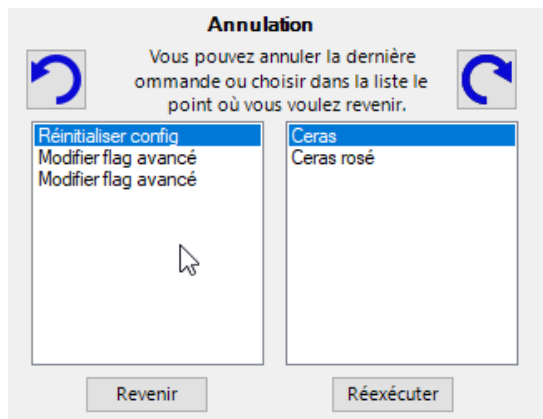 Annulation
Vous pouvez annuler la dernière
ommande ou choisir dans la liste le
point où vous voulez revenir.
Réinitialiser config
Modifier flag avancé
Modifier flag avancé
Ceras
Ceras rosé
Revenir
Réexécuter